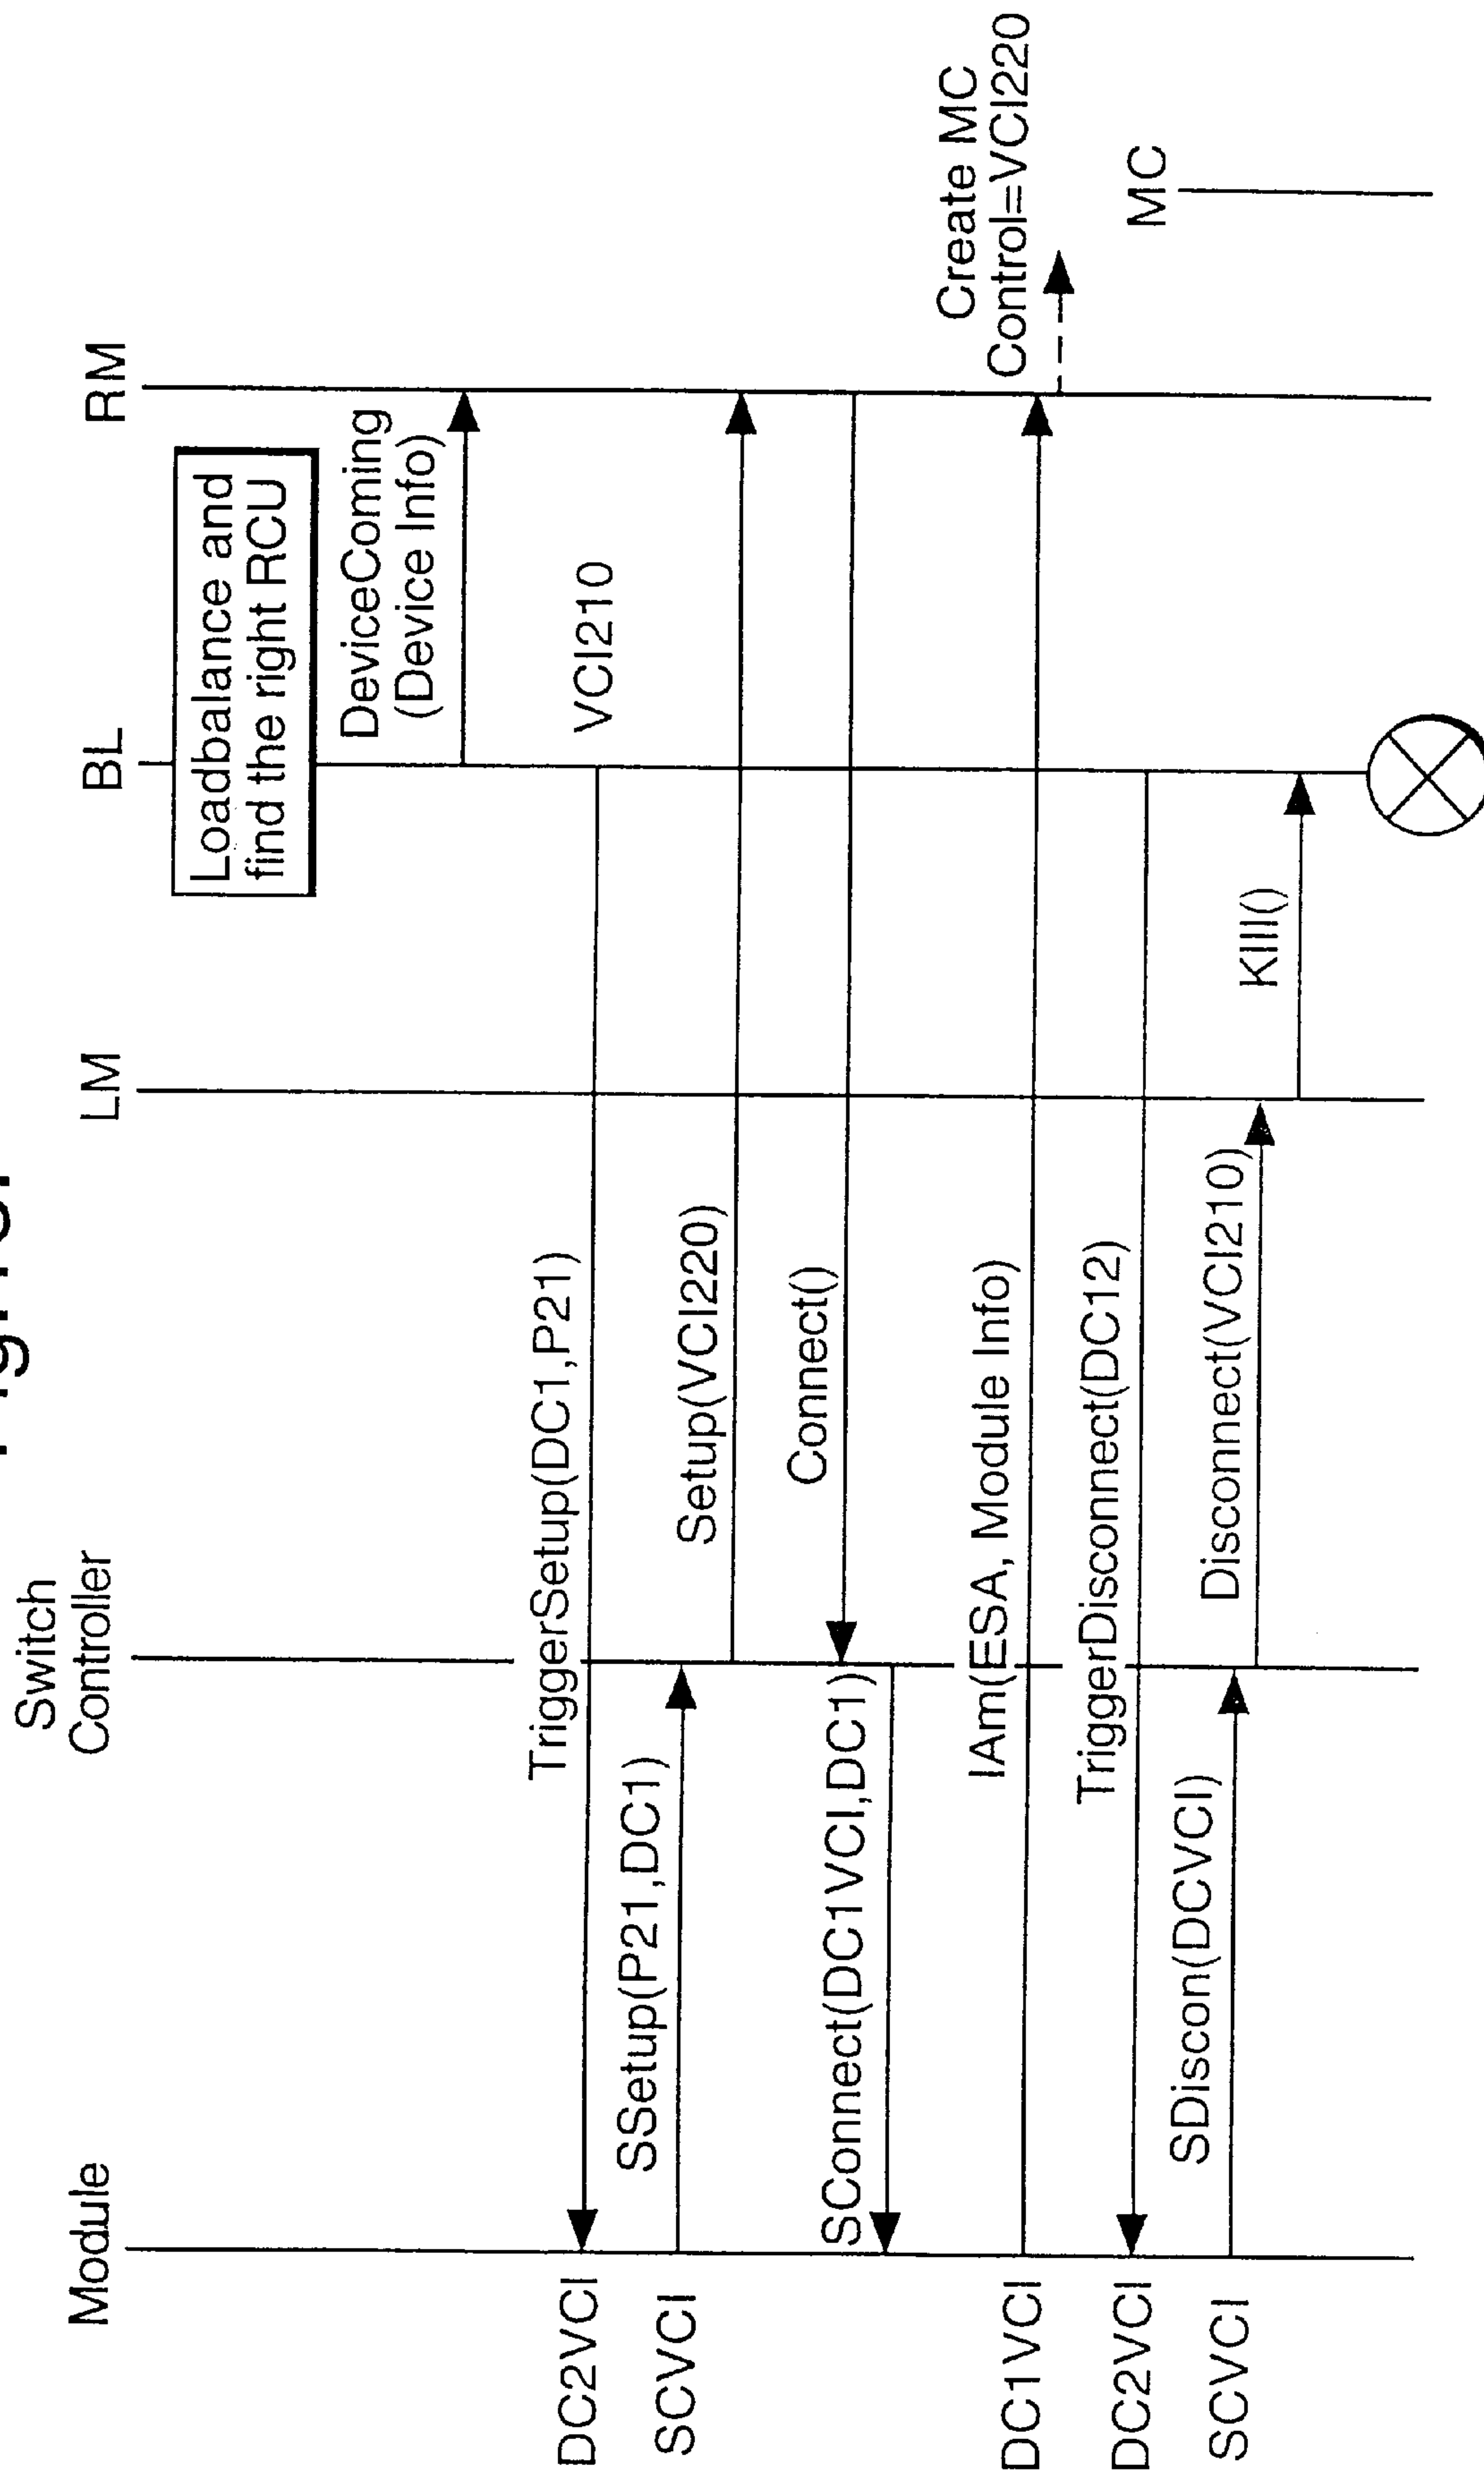 Module
Switch
Controller
LM
BL
RM
Loadbalance and
find the right RCU
DeviceComing
(Device Info)
DC2VCI
TriggerSetup(DC1,P21)
VCI210
SCVCI
SSetup(P21,DC1)
Setup(VCI220)
Connect()
SConnect(DC1VCI,DC1)
DC1VCI
IAm(ESA, Module Info)
Create MC
Control=VCI220
DC2VCI
TriggerDisconnect(DC12)
MC
SCVCI
SDiscon(DCVCI)
Disconnect(VCI210)
KIll()